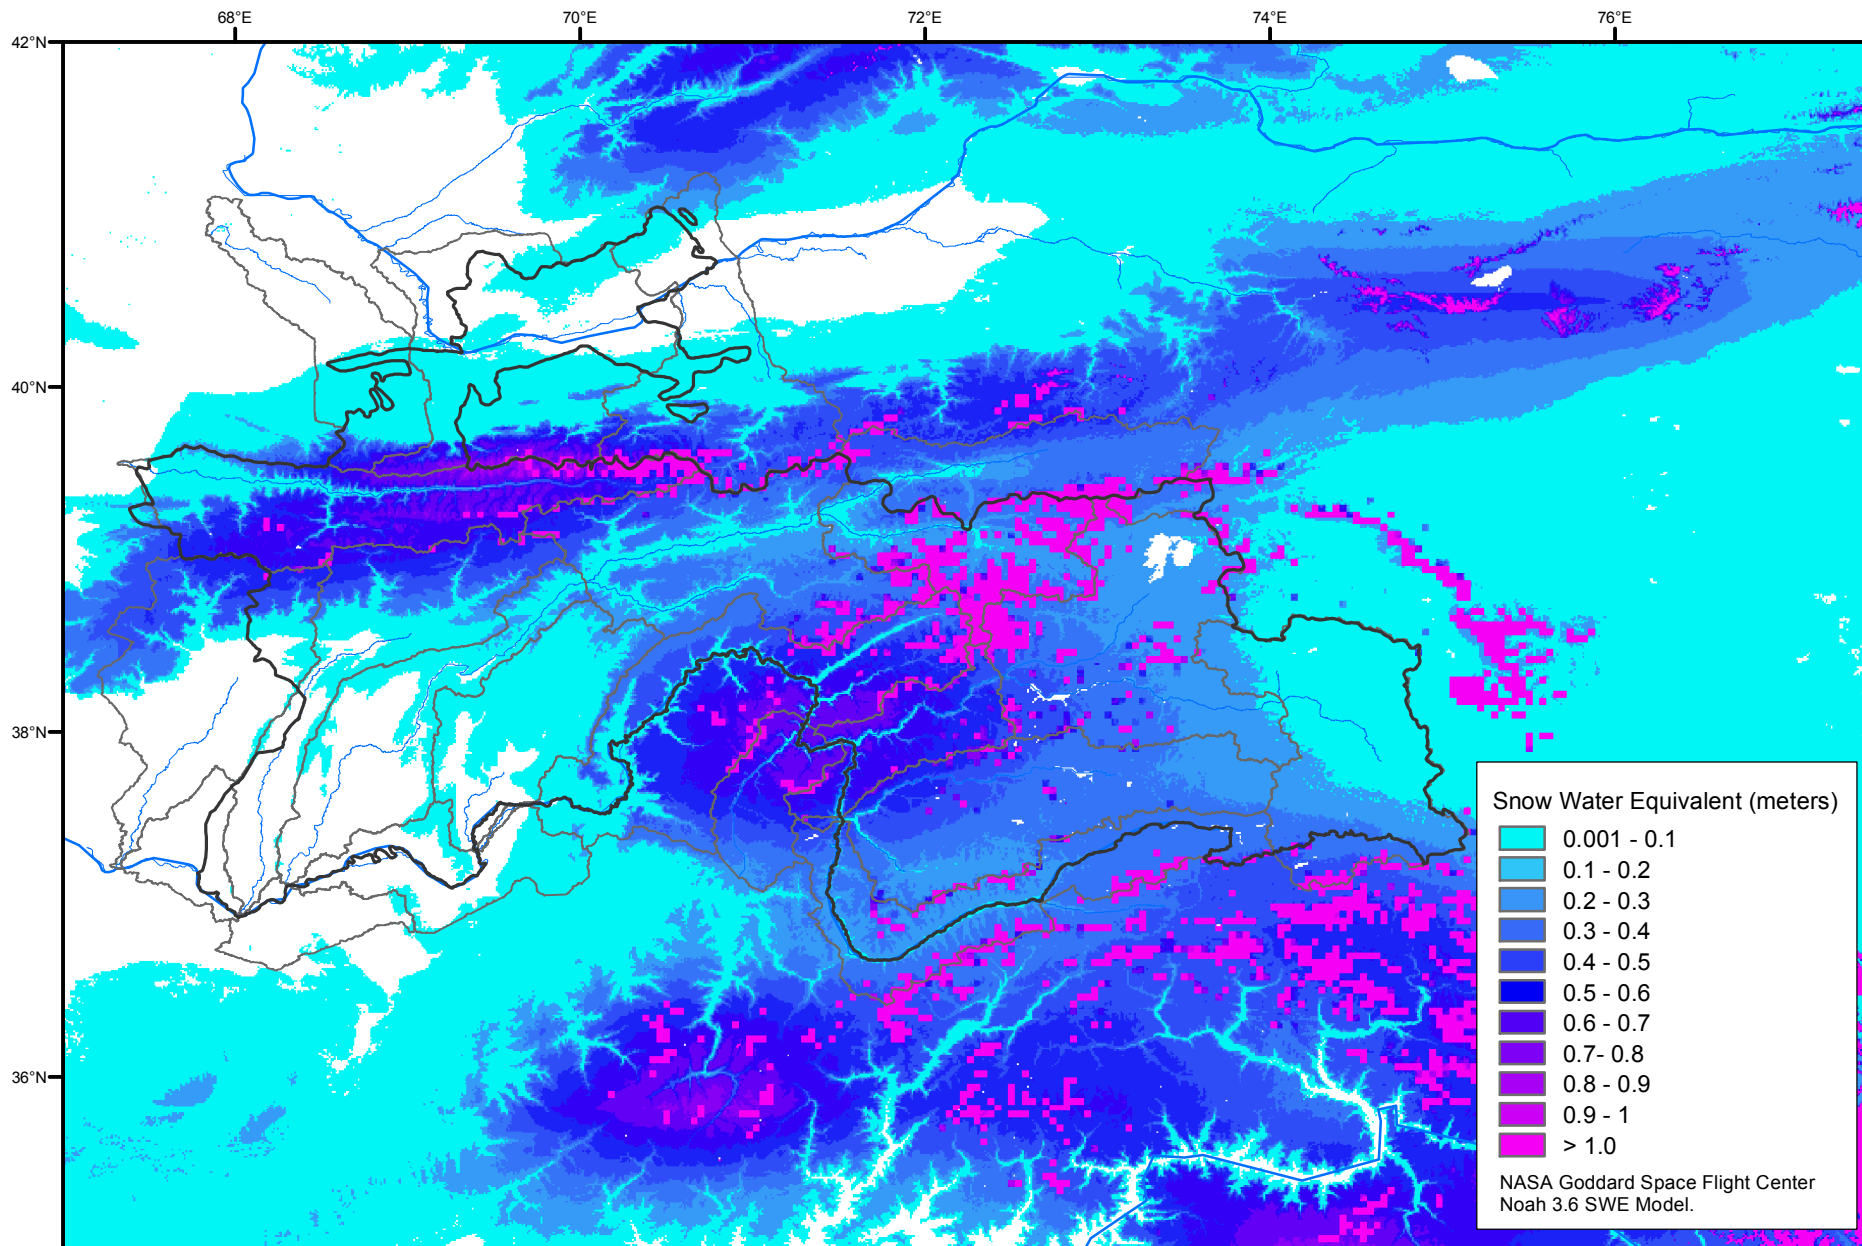 68°E 70°E 72°E 74°E 76°E
42°N
40°N
38°N
36°N
Snow Water Equivalent (meters)
0.001 - 0.1
0.1 - 0.2
0.2 - 0.3
0.3 - 0.4
0.4 - 0.5
0.5 - 0.6
0.6 - 0.7
0.7- 0.8
0.8 - 0.9
0.9 - 1
> 1.0
NASA Goddard Space Flight Center
Noah 3.6 SWE Model.